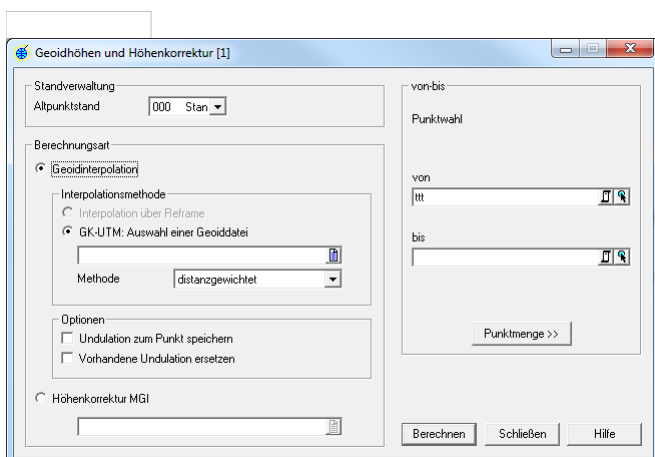 Geoidhöhen und Höhenkorrektur [1]
Standverwaltung
Altpunktstand
000 Stan
Berechnungsart
Geoidinterpolation
Interpolationsmethode
Interpolation über Reframe
GK-UTM: Auswahl einer Geoiddatei
Methode
distanzgewichtet
Optionen
Undulation zum Punkt speichern
Vorhandene Undulation ersetzen
Höhenkorrektur MGI
von-bis
Punktwahl
von
ttt
bis
Punktmenge >>
Berechnen
Schließen
Hilfe